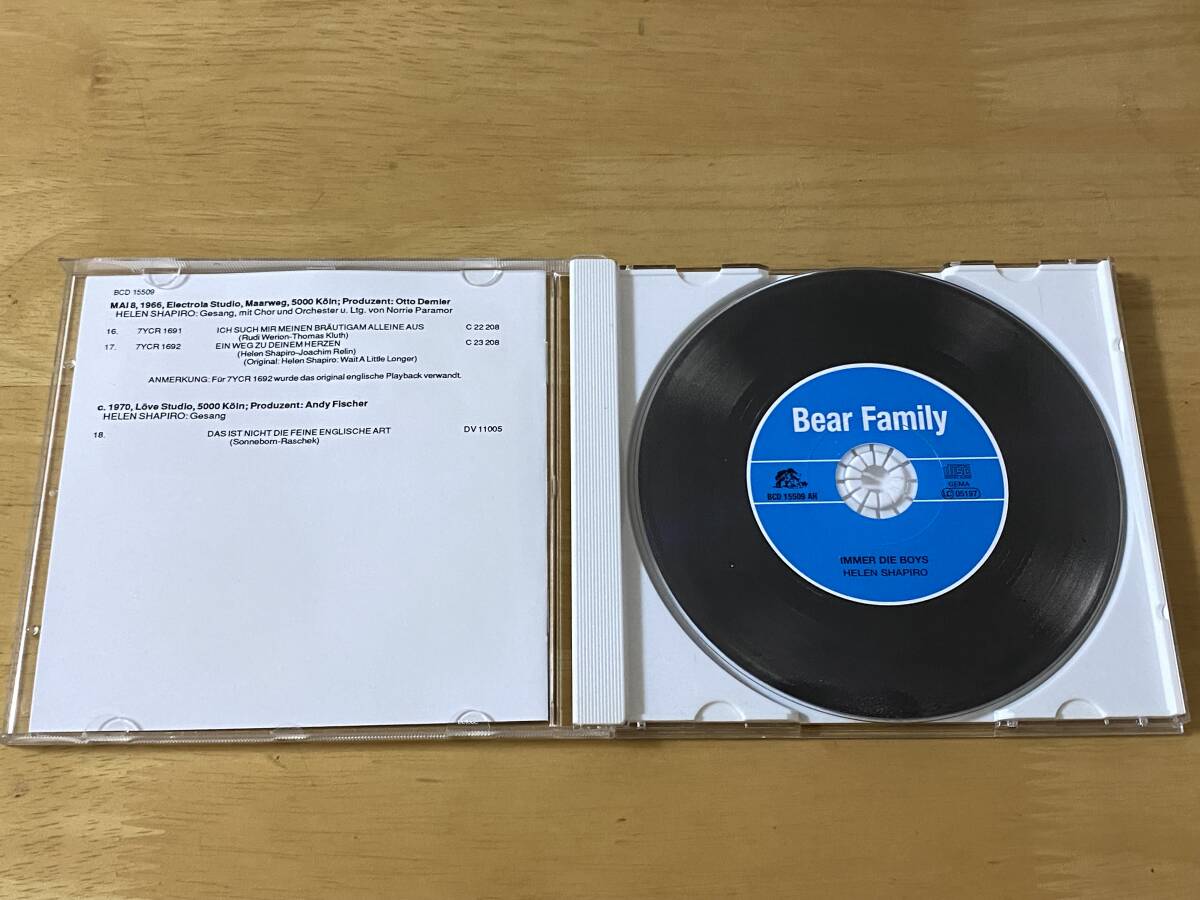 BCD 15509
MAI 8, 1966, Electrola Studio, Maarweg, 5000 Köln; Produzent: Otto Demler
HELEN SHAPIRO: Gesang, mit Chor und Orchester u. Ltg. von Norrie Paramor
16. 7YCR 1691 ICH SUCH MIR MEINEN BRÄUTIGAM ALLEINE AUS C 22 208
(Rudi Werion-Thomas Kluth)
17. 7YCR 1692 EIN WEG ZU DEINEM HERZEN C 23 208
(Helen Shapiro-Joachim Relin)
(Original: Helen Shapiro: Wait A Little Longer)
ANMERKUNG: Für 7YCR 1692 wurde das original englische Playback verwandt.
c. 1970, Löve Studio, 5000 Köln; Produzent: Andy Fischer
HELEN SHAPIRO: Gesang
18. DAS IST NICHT DIE FEINE ENGLISCHE ART DV 11005
(Sonneborn-Raschek)
Bear Family
BCD 15509 AH
GEMA
LC 05197
IMMER DIE BOYS
HELEN SHAPIRO